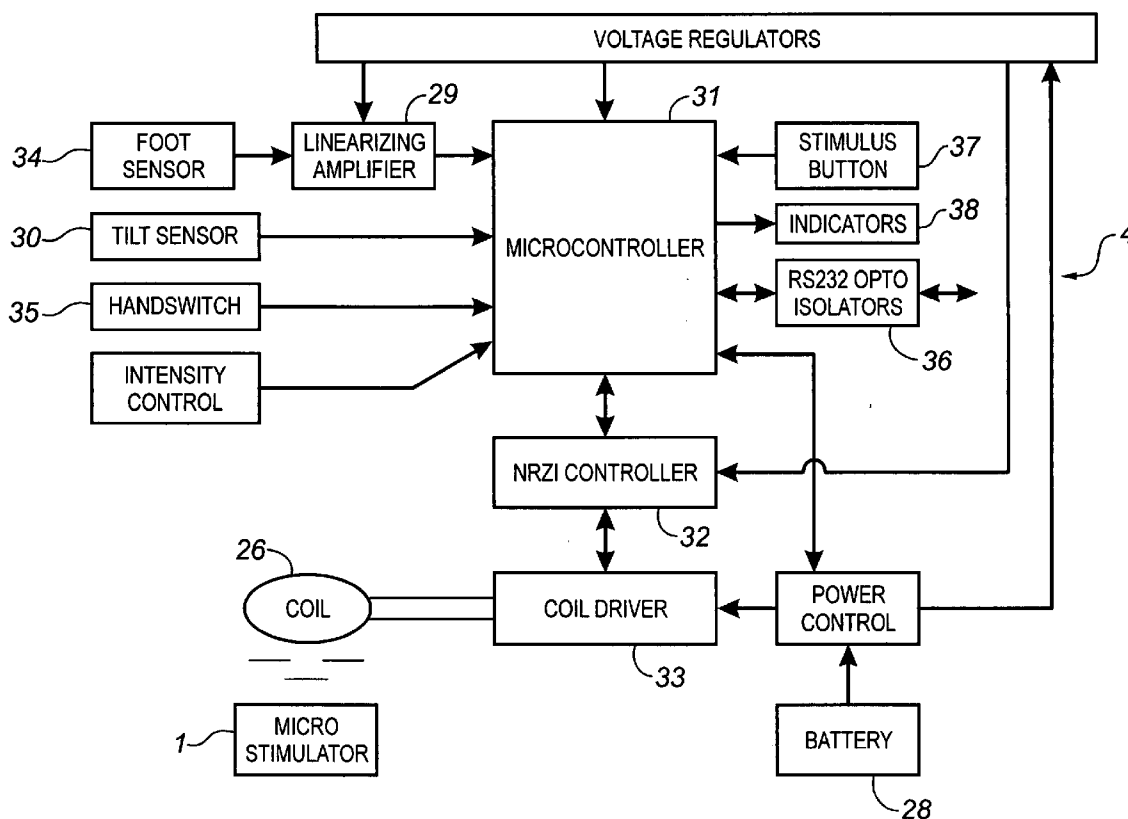 VOLTAGE REGULATORS
29
31
34
FOOT
SENSOR
LINEARIZING
AMPLIFIER
STIMULUS
BUTTON
37
30
TILT SENSOR
MICROCONTROLLER
INDICATORS
38
4
35
HANDSWITCH
RS232 OPTO
ISOLATORS
36
INTENSITY
CONTROL
NRZI CONTROLLER
32
26
COIL
COIL DRIVER
33
POWER
CONTROL
1
MICRO
STIMULATOR
BATTERY
28